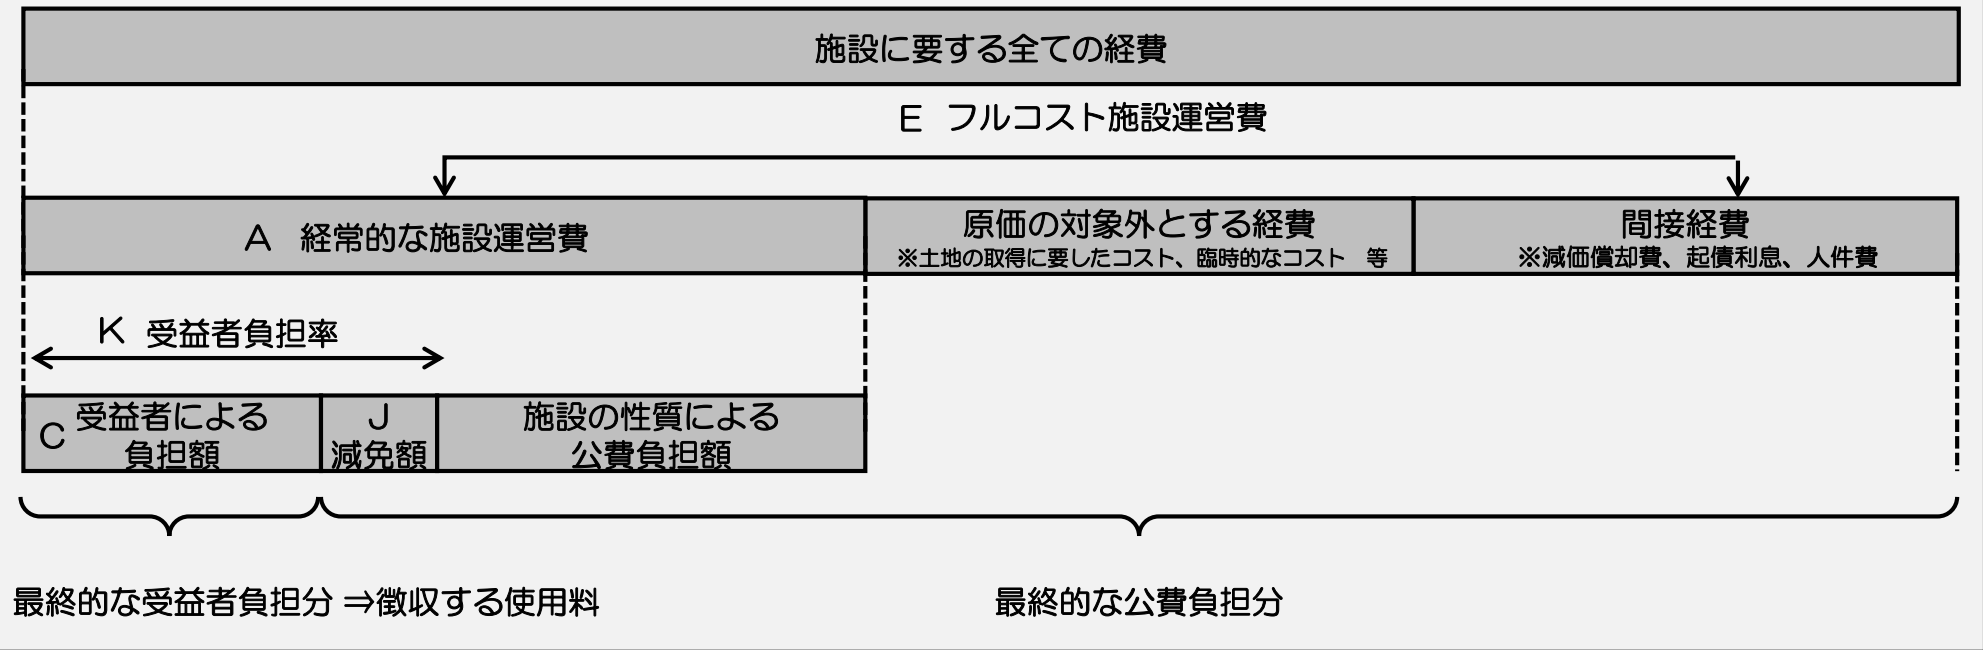 施設に要する全ての経費
E フルコスト施設運営費
A 経常的な施設運営費
原価の対象外とする経費
※土地の取得に要したコスト、臨時的なコスト 等
間接経費
※減価償却費、起債利息、人件費
K 受益者負担率
C 受益者による
負担額
J
減免額
施設の性質による
公費負担額
最終的な受益者負担分 ⇒徴収する使用料
最終的な公費負担分